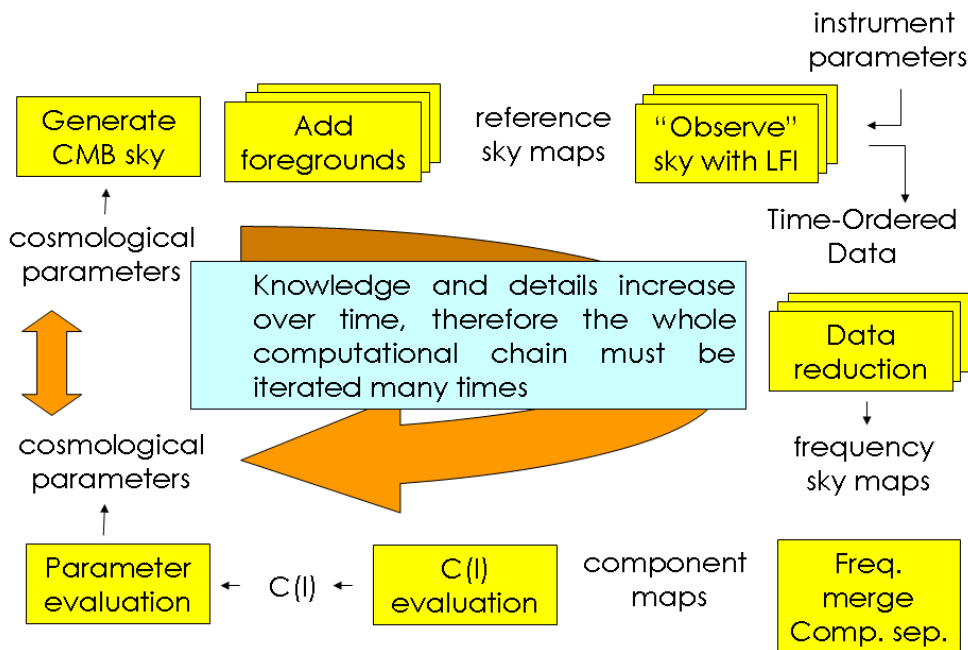 instrument
parameters
Generate
CMB sky
Add
foregrounds
reference
sky maps
“Observe”
sky with LFI
Time-Ordered
Data
cosmological
parameters
Knowledge and details increase
over time, therefore the whole
computational chain must be
iterated many times
Data
reduction
cosmological
parameters
frequency
sky maps
Parameter
evaluation
C(l)
C(l)
evaluation
component
maps
Freq.
merge
Comp. sep.